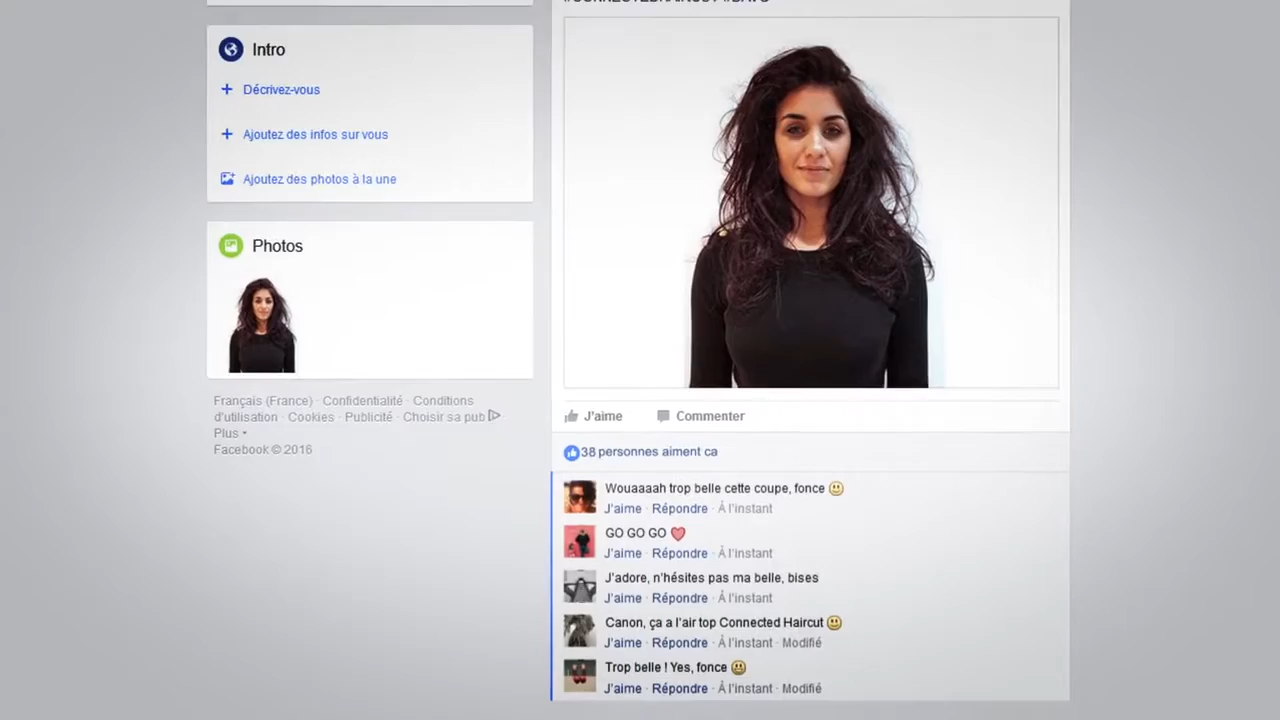 Intro
Décrivez-vous
Ajoutez des infos sur vous
Ajoutez des photos à la une
Photos
Français (France) · Confidentialité · Conditions
d'utilisation · Cookies · Publicité · Choisir sa pub
Plus
Facebook © 2016
J'aime Commenter
38 personnes aiment ca
Wouaaaah trop belle cette coupe, fonce
J'aime · Répondre · À l'instant
GO GO GO
J'aime · Répondre · À l'instant
J'adore, n'hésites pas ma belle, bises
J'aime · Répondre · À l'instant
Canon, ça a l'air top Connected Haircut
J'aime · Répondre · À l'instant · Modifié
Trop belle ! Yes, fonce
J'aime · Répondre · À l'instant · Modifié